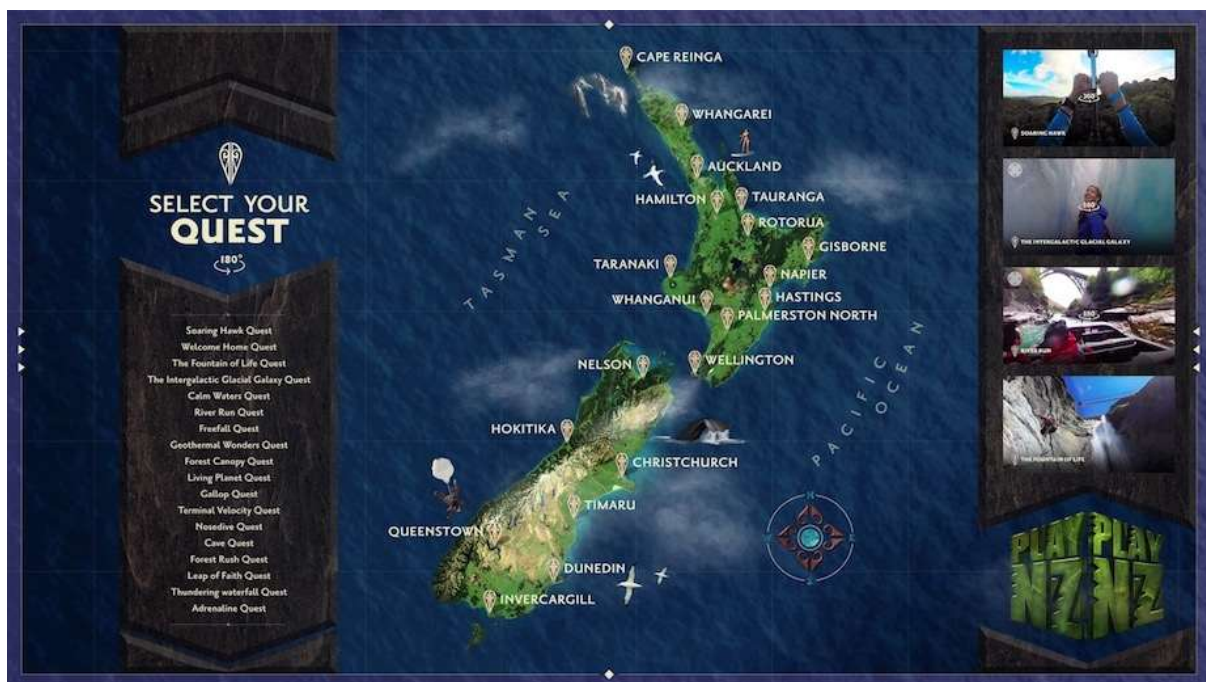 SELECT YOUR
QUEST
180°
Soaring Hawk Quest
Welcome Home Quest
The Fountain of Life Quest
The Intergalactic Glacial Galaxy Quest
Calm Waters Quest
River Run Quest
Freefall Quest
Geothermal Wonders Quest
Forest Canopy Quest
Living Planet Quest
Gallop Quest
Terminal Velocity Quest
Nosedive Quest
Cave Quest
Forest Rush Quest
Leap of Faith Quest
Thundering waterfall Quest
Adrenaline Quest
CAPE REINGA
WHANGAREI
AUCKLAND
HAMILTON
TAURANGA
ROTORUA
GISBORNE
TARANAKI
NAPIER
WHANGANUI
HASTINGS
PALMERSTON NORTH
NELSON
WELLINGTON
HOKITIKA
CHRISTCHURCH
TIMARU
QUEENSTOWN
DUNEDIN
INVERCARGILL
TASMAN
SEA
PACIFIC
OCEAN
SOARING HAWK
THE INTERGALACTIC GLACIAL GALAXY
RIVER RUN
THE FOUNTAIN OF LIFE
PLAY PLAY
NZ NZ